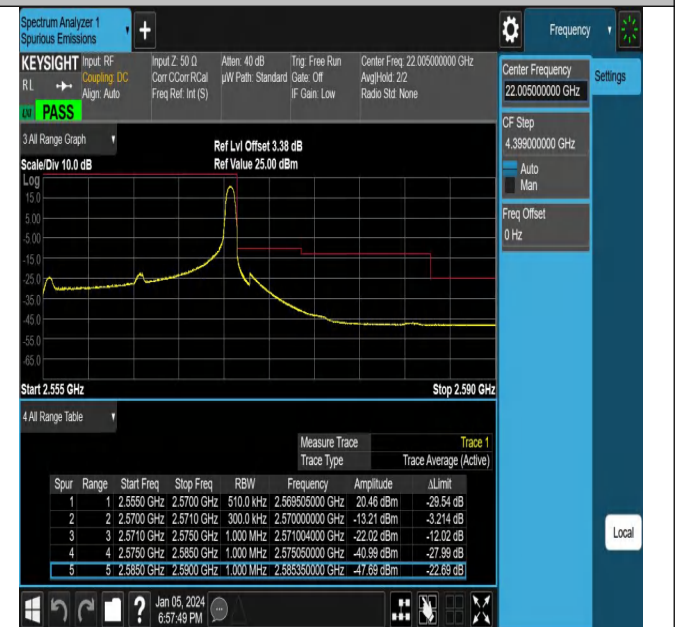 Spectrum Analyzer 1
Spurious Emissions
+
Frequency
KEYSIGHT
RL
PASS
Input: RF
Coupling: DC
Align: Auto
Input Z: 50 Ω
Corr CCorr RCal
Freq Ref: Int (S)
Atten: 40 dB
µW Path: Standard
Trig: Free Run
Gate: Off
IF Gain: Low
Center Freq: 22.005000000 GHz
Avg|Hold: 2/2
Radio Std: None
Center Frequency
22.005000000 GHz
Settings
CF Step
4.399000000 GHz
Auto
Man
Freq Offset
0 Hz
3 All Range Graph
Scale/Div 10.0 dB
Ref Lvl Offset 3.38 dB
Ref Value 25.00 dBm
Log
15.0
5.00
-5.00
-15.0
-25.0
-35.0
-45.0
-55.0
-65.0
Start 2.555 GHz
Stop 2.590 GHz
4 All Range Table
Measure Trace Trace 1
Trace Type Trace Average (Active)
Spur Range Start Freq Stop Freq RBW Frequency Amplitude ΔLimit
1 1 2.5550 GHz 2.5700 GHz 510.0 kHz 2.569505000 GHz 20.46 dBm -29.54 dB
2 2 2.5700 GHz 2.5710 GHz 300.0 kHz 2.570000000 GHz -13.21 dBm -3.214 dB
3 3 2.5710 GHz 2.5750 GHz 1.000 MHz 2.571004000 GHz -22.02 dBm -12.02 dB
4 4 2.5750 GHz 2.5850 GHz 1.000 MHz 2.575050000 GHz -40.99 dBm -27.99 dB
5 5 2.5850 GHz 2.5900 GHz 1.000 MHz 2.585350000 GHz -47.69 dBm -22.69 dB
Local
?
Jan 05, 2024
6:57:49 PM